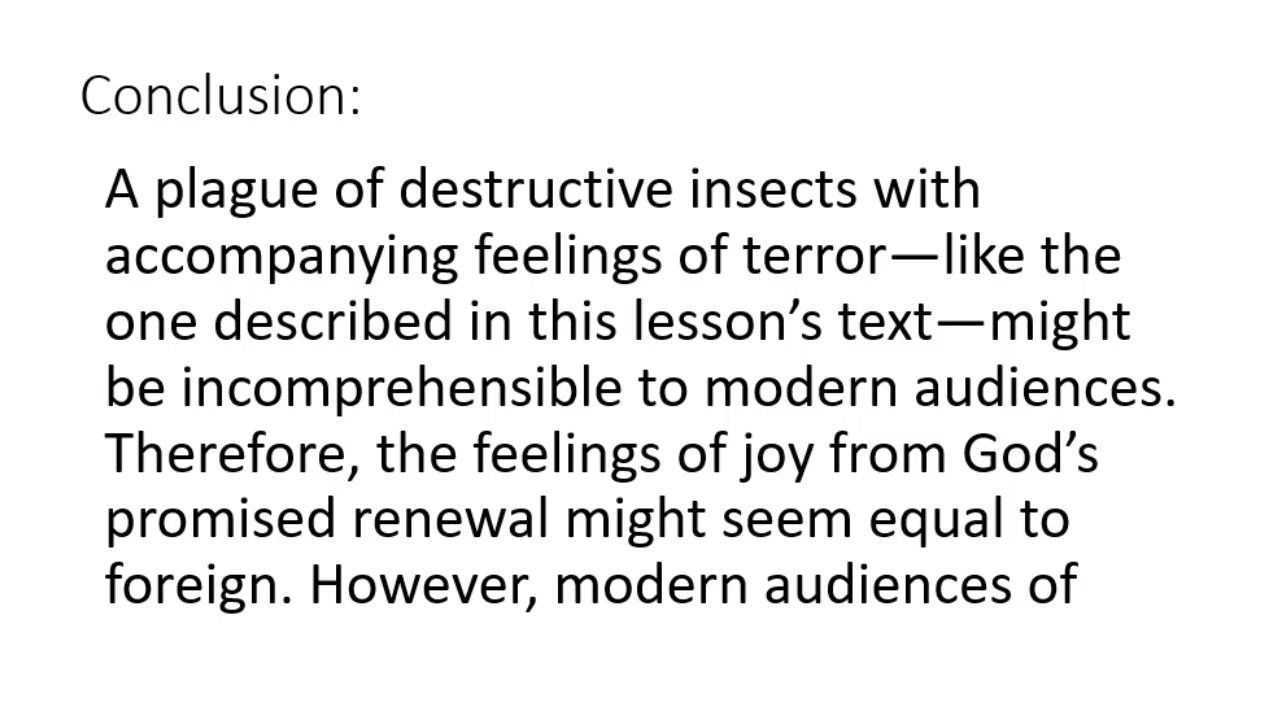 Conclusion:
A plague of destructive insects with
accompanying feelings of terror—like the
one described in this lesson’s text—might
be incomprehensible to modern audiences.
Therefore, the feelings of joy from God’s
promised renewal might seem equal to
foreign. However, modern audiences of